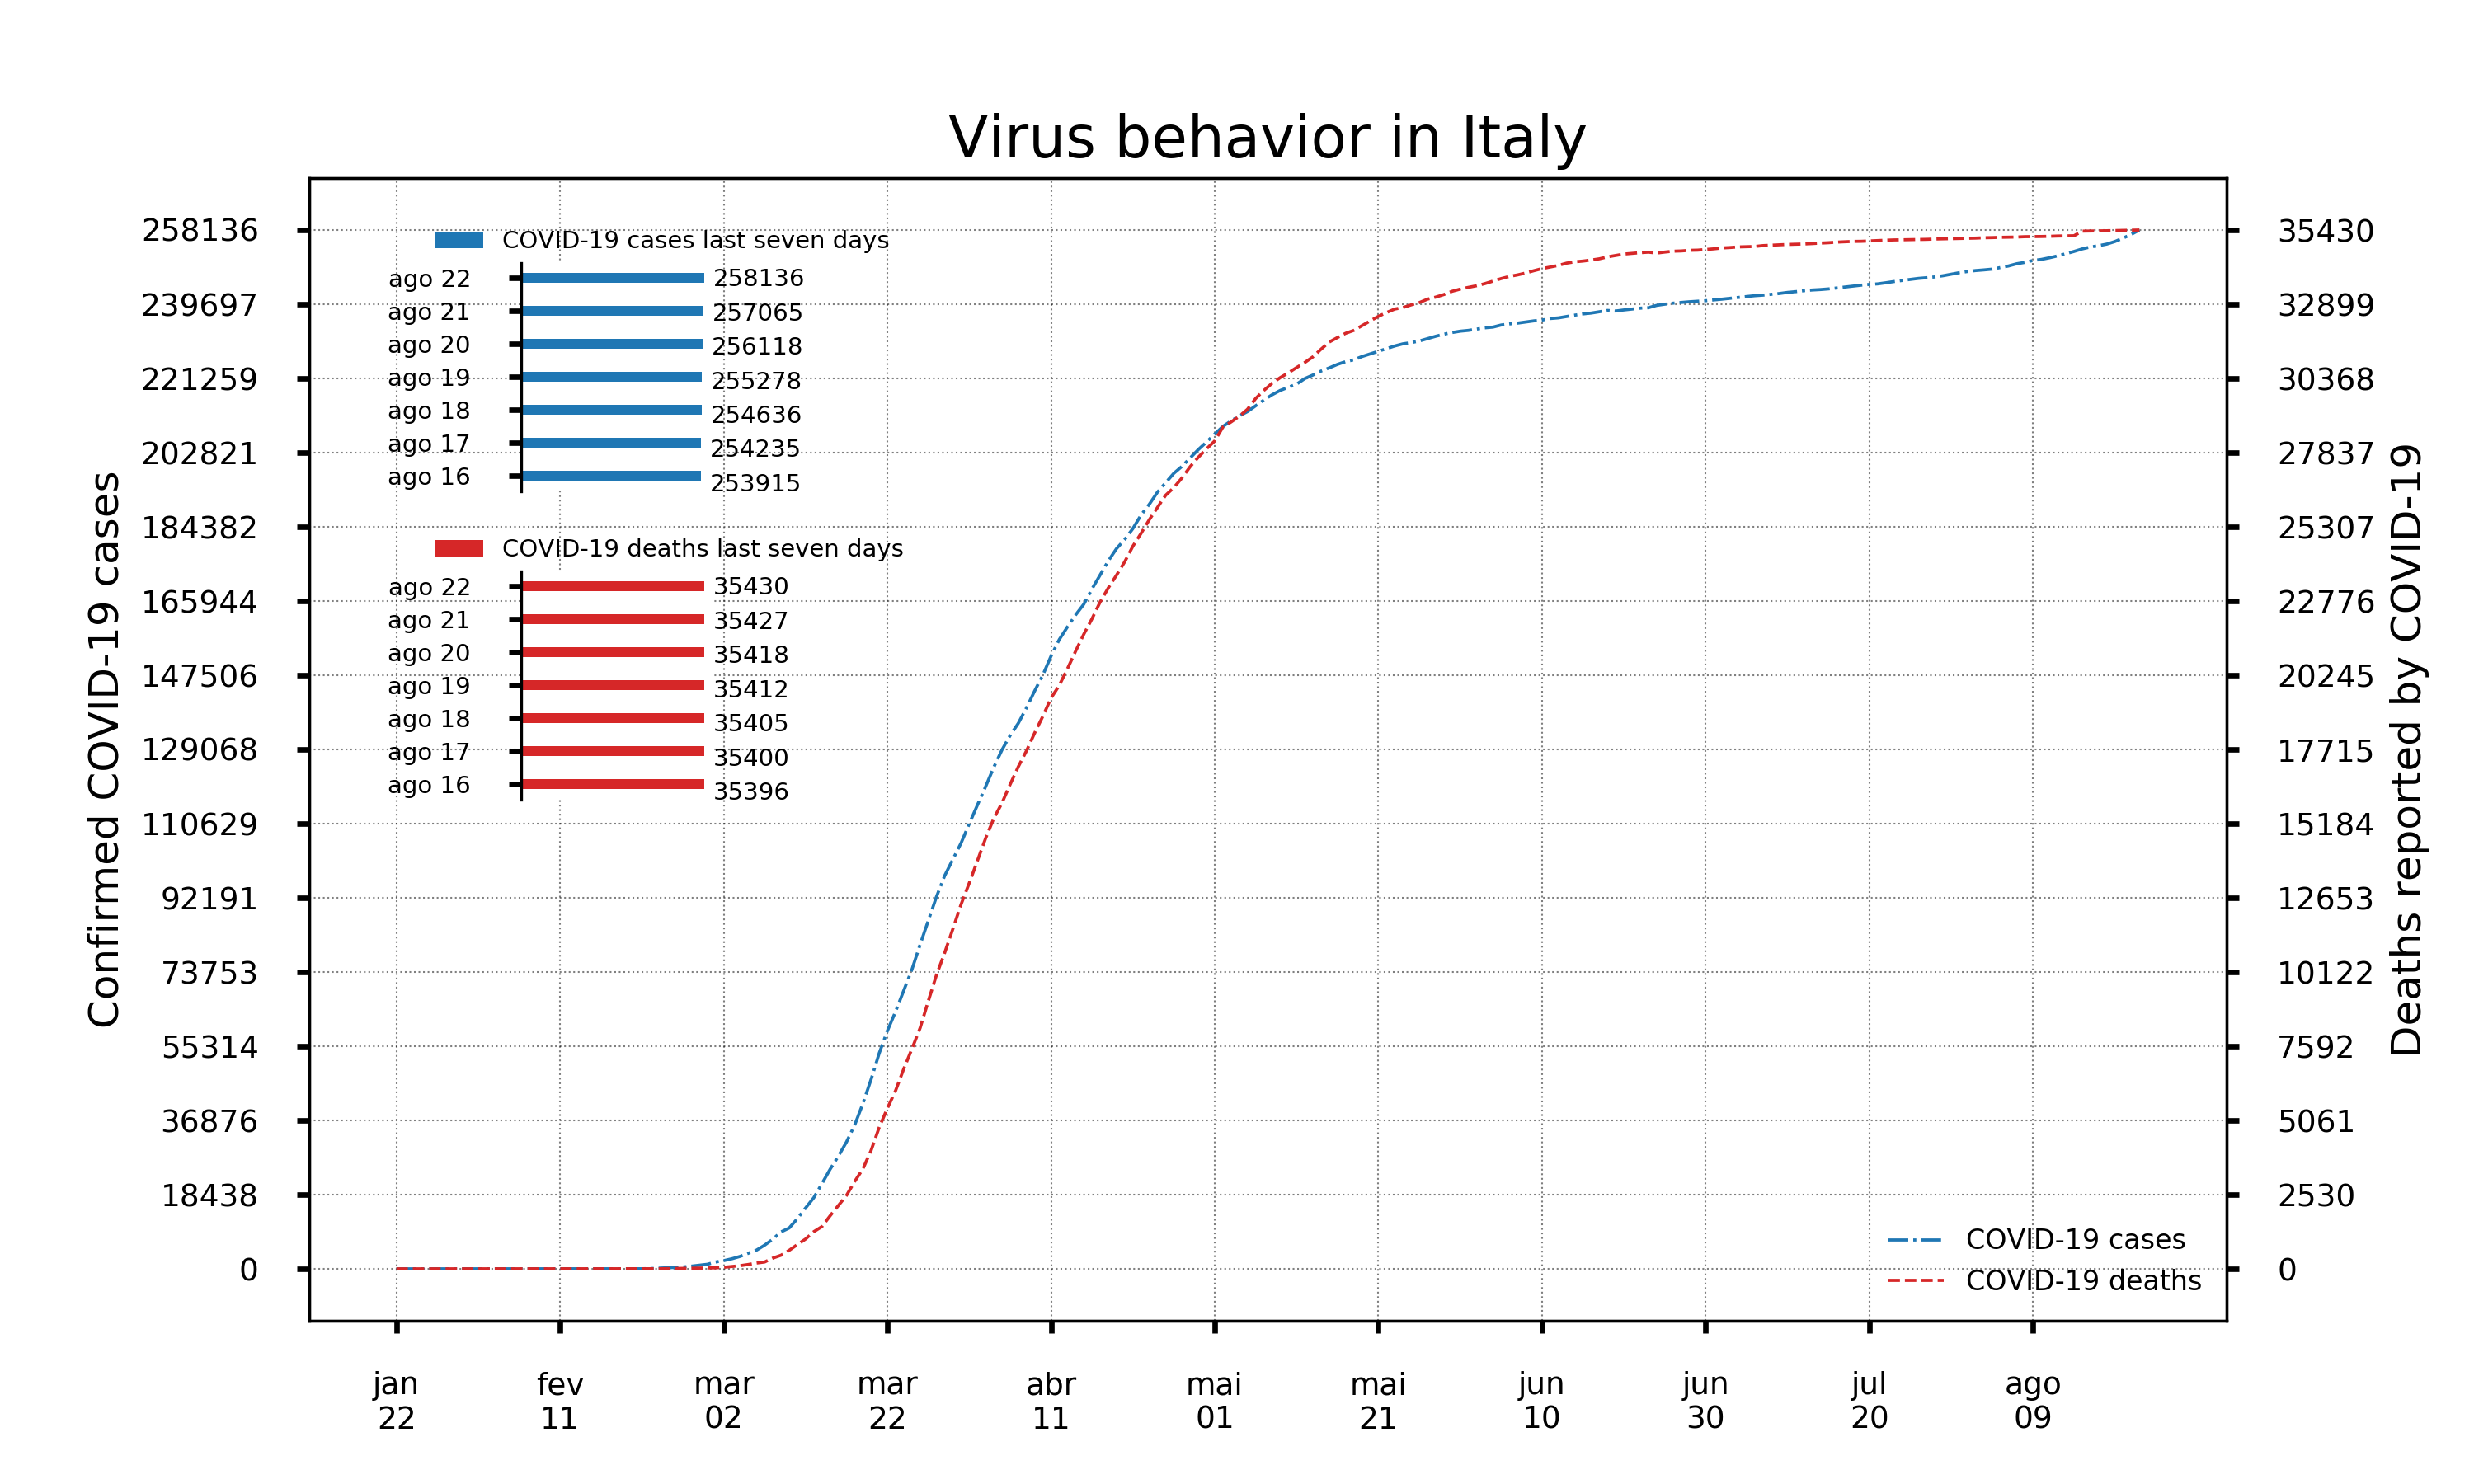 Virus behavior in Italy
Confirmed COVID-19 cases
258136
239697
221259
202821
184382
165944
147506
129068
110629
92191
73753
55314
36876
18438
0
COVID-19 cases last seven days
ago 22 258136
ago 21 257065
ago 20 256118
ago 19 255278
ago 18 254636
ago 17 254235
ago 16 253915
COVID-19 deaths last seven days
ago 22 35430
ago 21 35427
ago 20 35418
ago 19 35412
ago 18 35405
ago 17 35400
ago 16 35396
35430
32899
30368
27837
25307
22776
20245
17715
15184
12653
10122
7592
5061
2530
0
Deaths reported by COVID-19
COVID-19 cases
COVID-19 deaths
jan fev mar mar abr mai mai jun jun jul ago
22 11 02 22 11 01 21 10 30 20 09